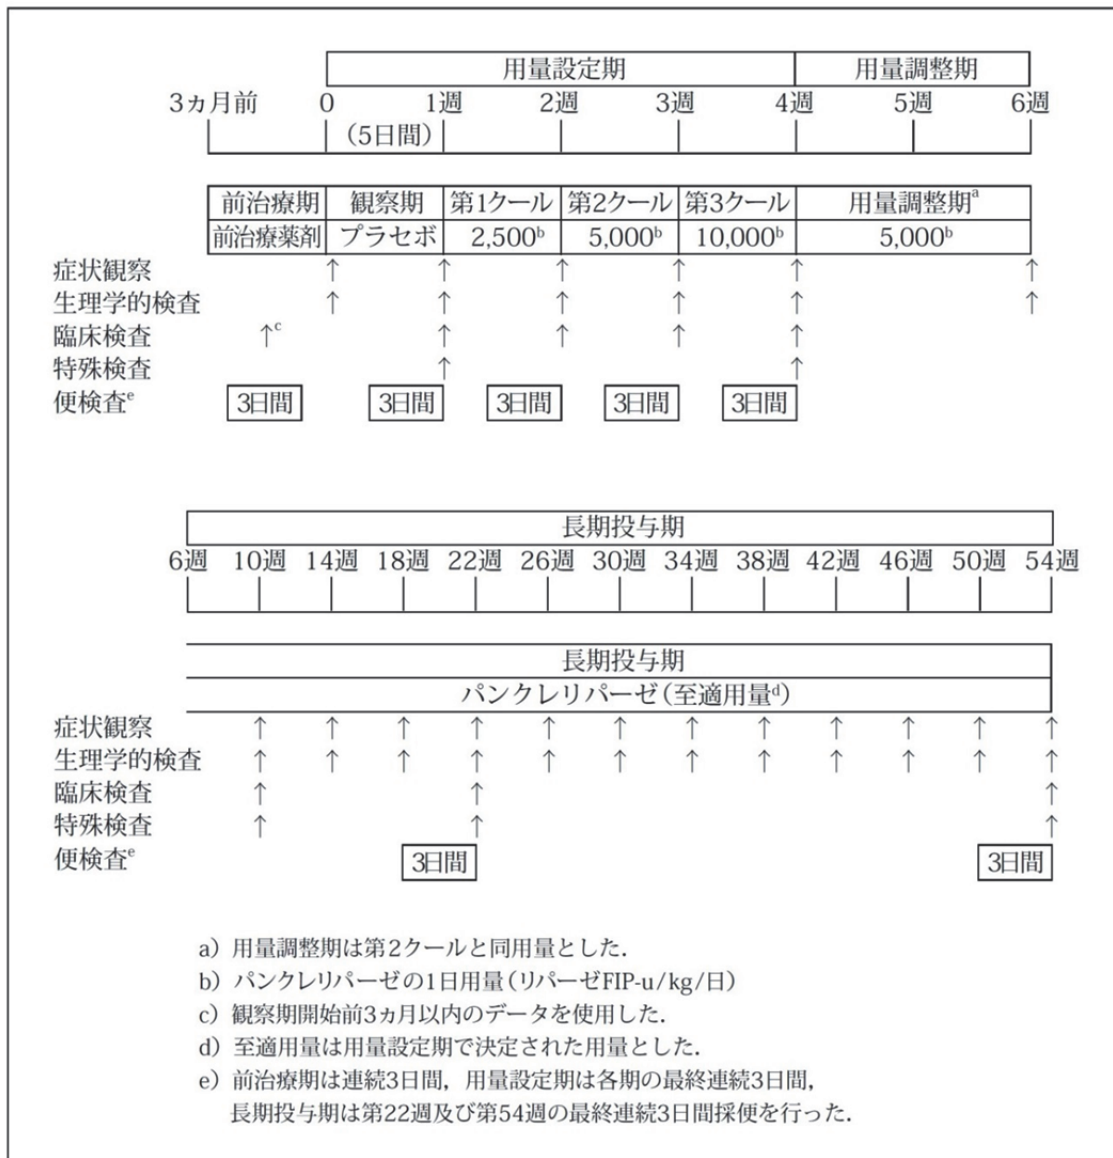 用量設定期 用量調整期
3ヵ月前 0 1週 2週 3週 4週 5週 6週
(5日間)
前治療期 観察期 第1クール 第2クール 第3クール 用量調整期a
前治療薬剤 プラセボ 2,500b 5,000b 10,000b 5,000b
症状観察 ↑ ↑ ↑ ↑ ↑ ↑
生理学的検査 ↑ ↑ ↑ ↑ ↑ ↑
臨床検査 ↑c ↑ ↑ ↑ ↑
特殊検査 ↑ ↑
便検査e 3日間 3日間 3日間 3日間 3日間
長期投与期
6週 10週 14週 18週 22週 26週 30週 34週 38週 42週 46週 50週 54週
長期投与期
パンクレリパーゼ(至適用量d)
症状観察 ↑ ↑ ↑ ↑ ↑ ↑ ↑ ↑ ↑ ↑ ↑ ↑
生理学的検査 ↑ ↑ ↑ ↑ ↑ ↑ ↑ ↑ ↑ ↑ ↑ ↑
臨床検査 ↑ ↑ ↑
特殊検査 ↑ ↑ ↑
便検査e 3日間 3日間
a) 用量調整期は第2クールと同用量とした.
b) パンクレリパーゼの1日用量(リパーゼFIP-u/kg/日)
c) 観察期開始前3ヵ月以内のデータを使用した.
d) 至適用量は用量設定期で決定された用量とした.
e) 前治療期は連続3日間,用量設定期は各期の最終連続3日間,
長期投与期は第22週及び第54週の最終連続3日間採便を行った.